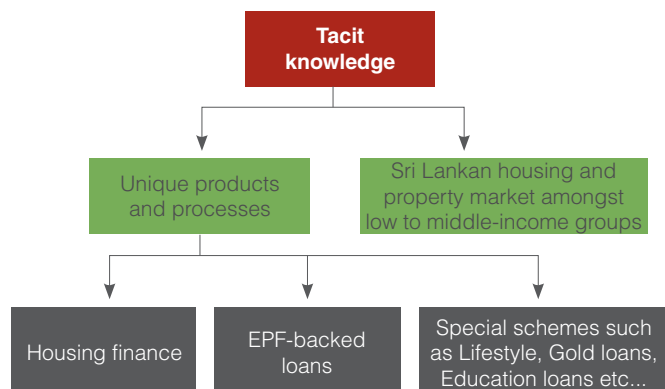 Tacit
knowledge
Unique products
and processes
Sri Lankan housing and
property market amongst
low to middle-income groups
Housing finance
EPF-backed
loans
Special schemes such
as Lifestyle, Gold loans,
Education loans etc...